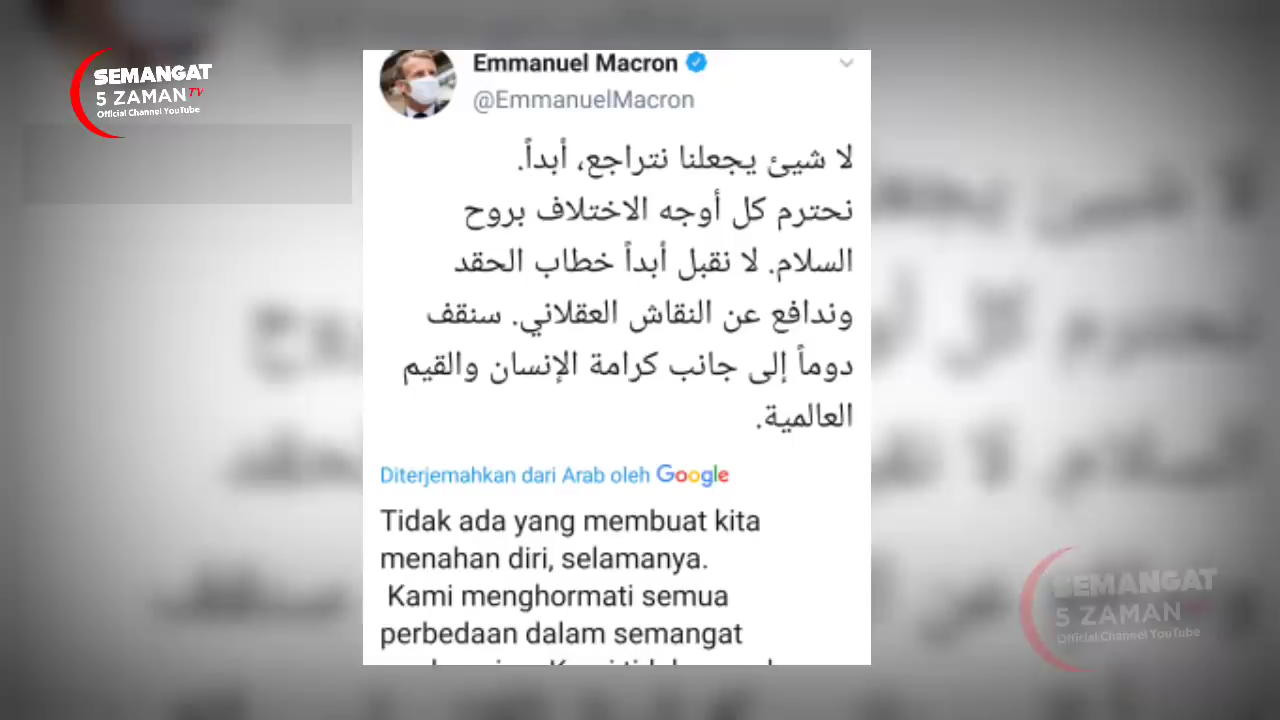 SEMANGAT
5 ZAMAN TV
Official Channel YouTube
Emmanuel Macron
@EmmanuelMacron
لا شيئ يجعلنا نتراجع، أبداً.
نحترم كل أوجه الاختلاف بروح
السلام. لا نقبل أبداً خطاب الحقد
وندافع عن النقاش العقلاني. سنقف
دوماً إلى جانب كرامة الإنسان والقيم
العالمية.
Diterjemahkan dari Arab oleh Google
Tidak ada yang membuat kita
menahan diri, selamanya.
Kami menghormati semua
perbedaan dalam semangat
SEMANGAT
5 ZAMAN TV
Official Channel YouTube